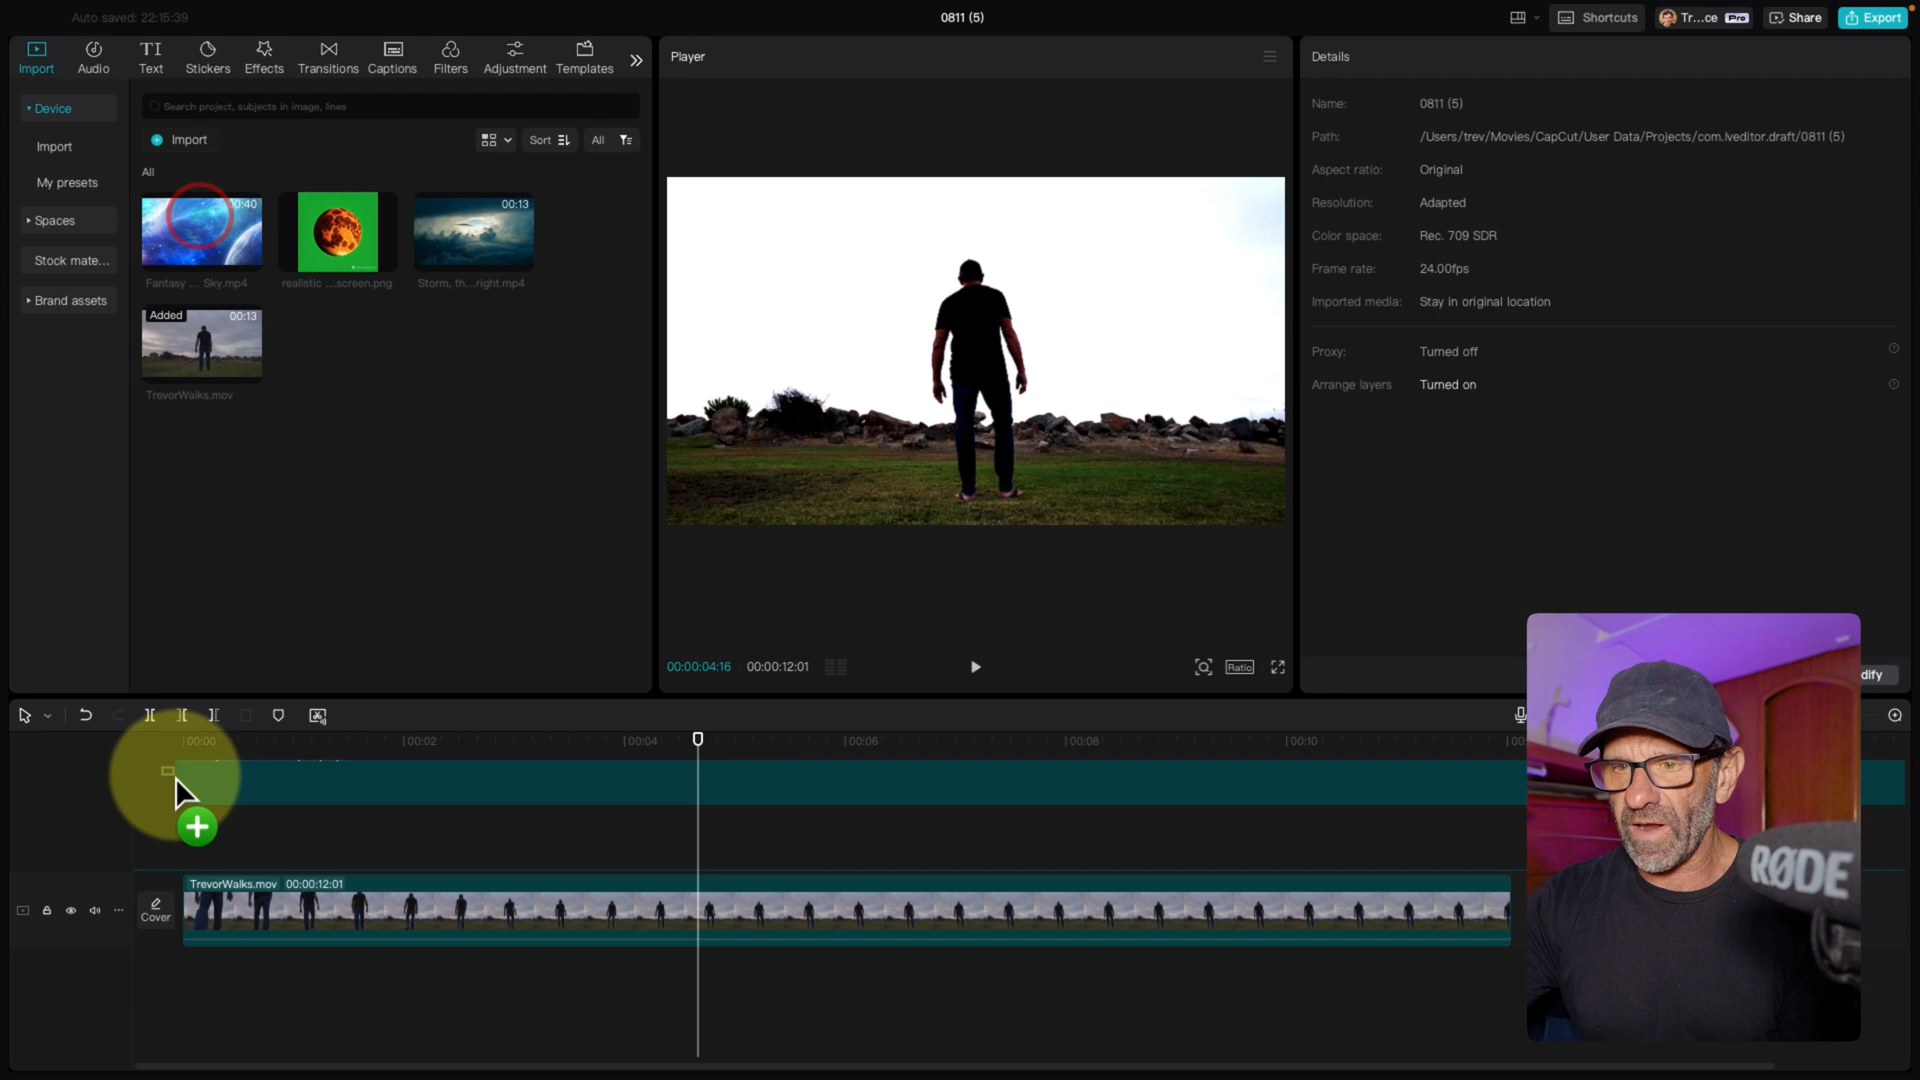 Auto saved: 22:15:39
0811 (5)
Shortcuts
Tr...ce
Pro
Share
Export
Import
Audio
TI
Text
Stickers
Effects
Transitions
Captions
Filters
Adjustment
Templates
Player
Details
Device
Import
My presets
Spaces
Stock mate...
Brand assets
Search project, subjects in image, lines
Import
Sort
All
All
00:40
00:13
Fantasy ... Sky.mp4
realistic ...screen.png
Storm, th...right.mp4
Added
00:13
TrevorWalks.mov
Name: 0811 (5)
Path: /Users/trev/Movies/CapCut/User Data/Projects/com.lveditor.draft/0811 (5)
Aspect ratio: Original
Resolution: Adapted
Color space: Rec. 709 SDR
Frame rate: 24.00fps
Imported media: Stay in original location
Proxy: Turned off
Arrange layers Turned on
dify
00:00:04:16
00:00:12:01
Ratio
00:00
00:02
00:04
00:06
00:08
00:10
TrevorWalks.mov 00:00:12:01
Cover
RØDE